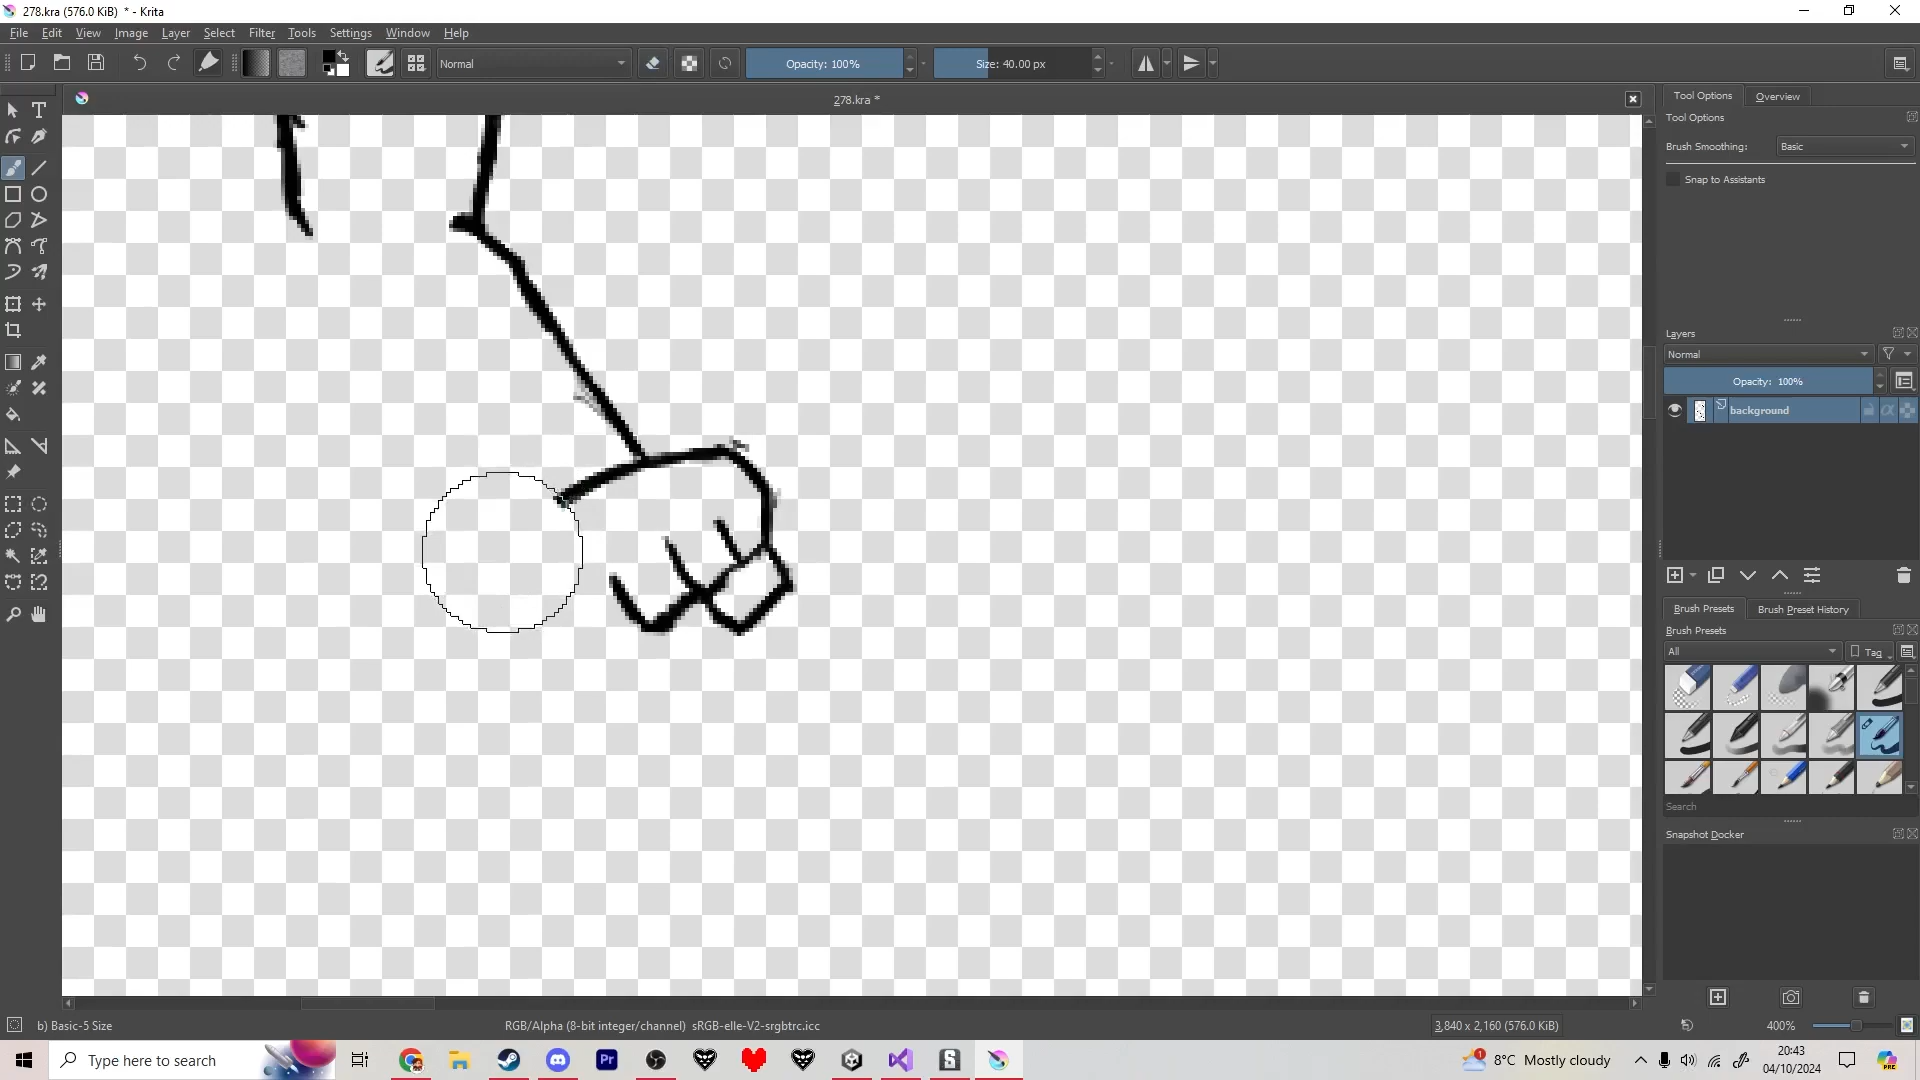 278.kra (576.0 KiB) * - Krita
File Edit View Image Layer Select Filter Tools Settings Window Help
Normal
Opacity: 100%
Size: 40.00 px
278.kra *
Tool Options Overview
Tool Options
Brush Smoothing: Basic
Snap to Assistants
Layers
Normal
Opacity: 100%
background
Brush Presets Brush Preset History
Brush Presets
All
Tag
Search
Snapshot Docker
b) Basic-5 Size
RGB/Alpha (8-bit integer/channel) sRGB-elle-V2-srgbtrc.icc
3,840 x 2,160 (576.0 KiB)
400%
Type here to search
Pr
S
1
8°C Mostly cloudy
20:43
04/10/2024
PRE